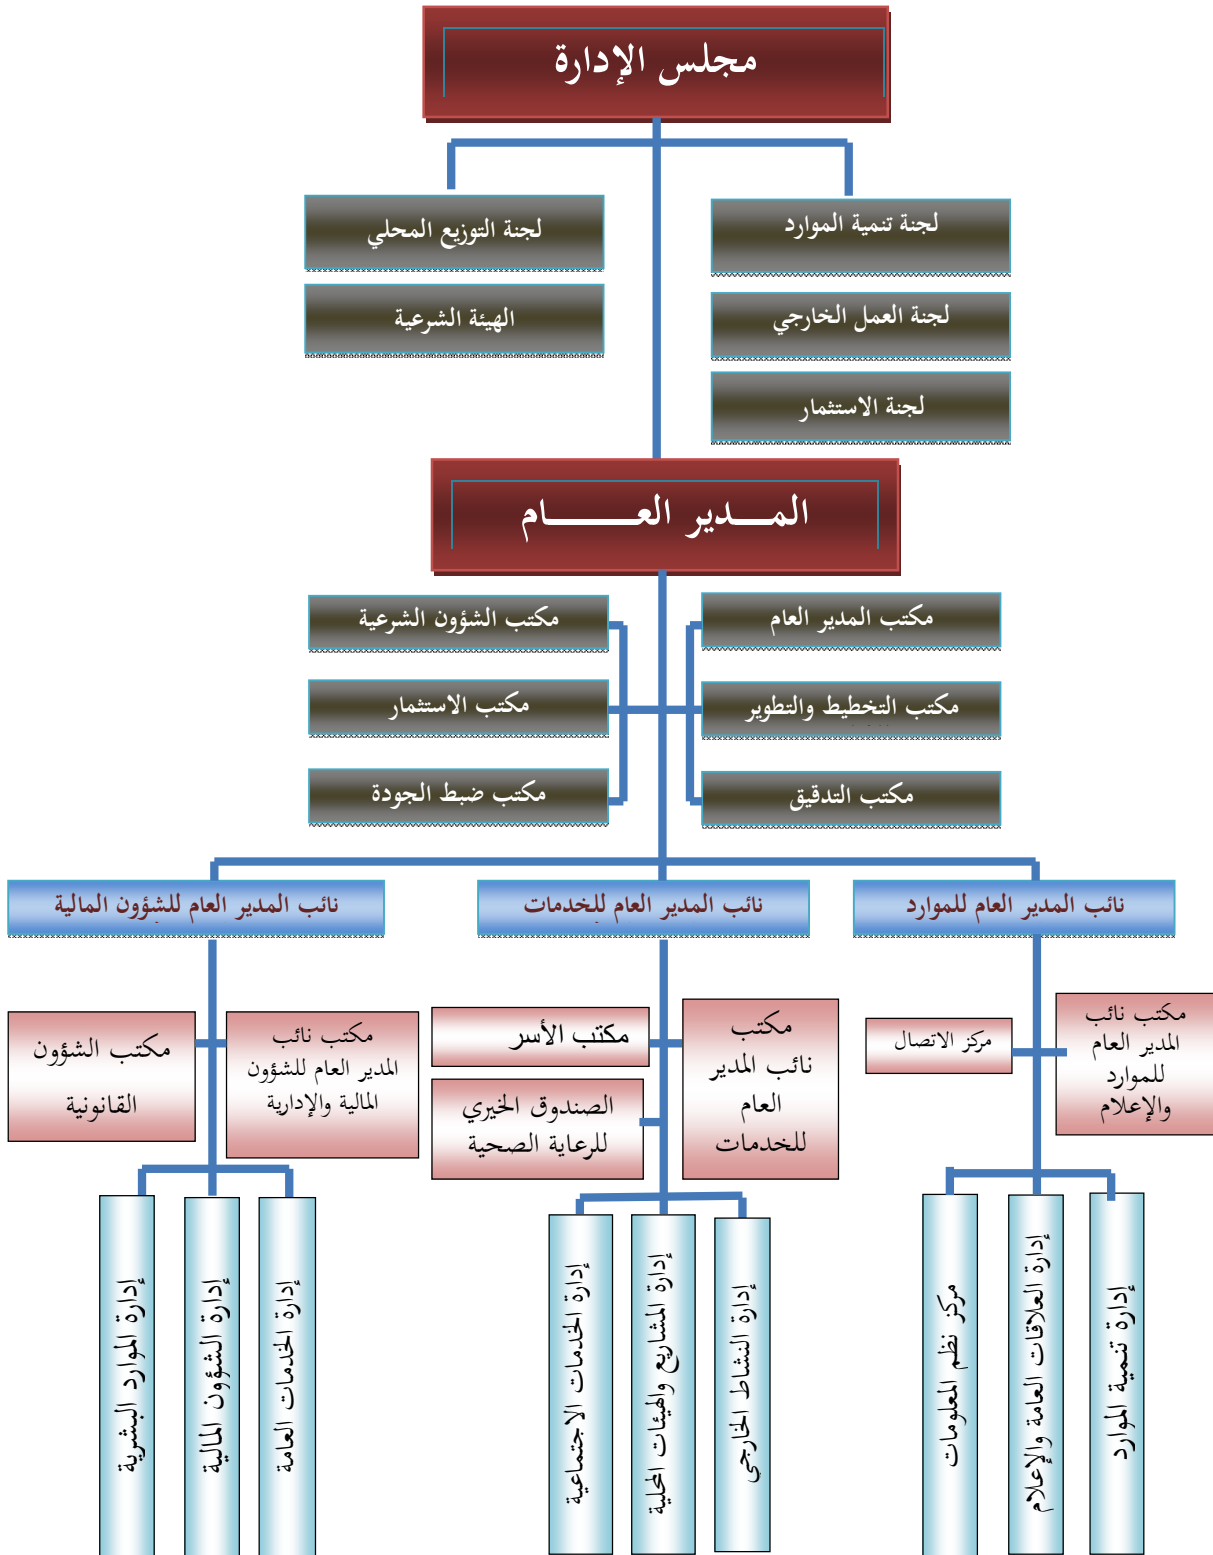 مجلس الإدارة
لجنة تنمية الموارد
لجنة التوزيع المحلي
لجنة العمل الخارجي
الهيئة الشرعية
لجنة الاستثمار
المـــدير العــــــــام
مكتب المدير العام
مكتب الشؤون الشرعية
مكتب التخطيط والتطوير
مكتب الاستثمار
مكتب التدقيق
مكتب ضبط الجودة
نائب المدير العام للموارد
نائب المدير العام للخدمات
نائب المدير العام للشؤون المالية
مكتب نائب
المدير العام
للموارد
والإعلام
مركز الاتصال
مكتب
نائب المدير
العام
للخدمات
مكتب الأسر
الصندوق الخيري
للرعاية الصحية
مكتب نائب
المدير العام للشؤون
المالية والإدارية
مكتب الشؤون
القانونية
إدارة تنمية الموارد
إدارة العلاقات العامة والإعلام
مركز نظم المعلومات
إدارة النشاط الخارجي
إدارة المشاريع والهيئات المحلية
إدارة الخدمات الاجتماعية
إدارة الخدمات العامة
إدارة الشؤون المالية
إدارة الموارد البشرية